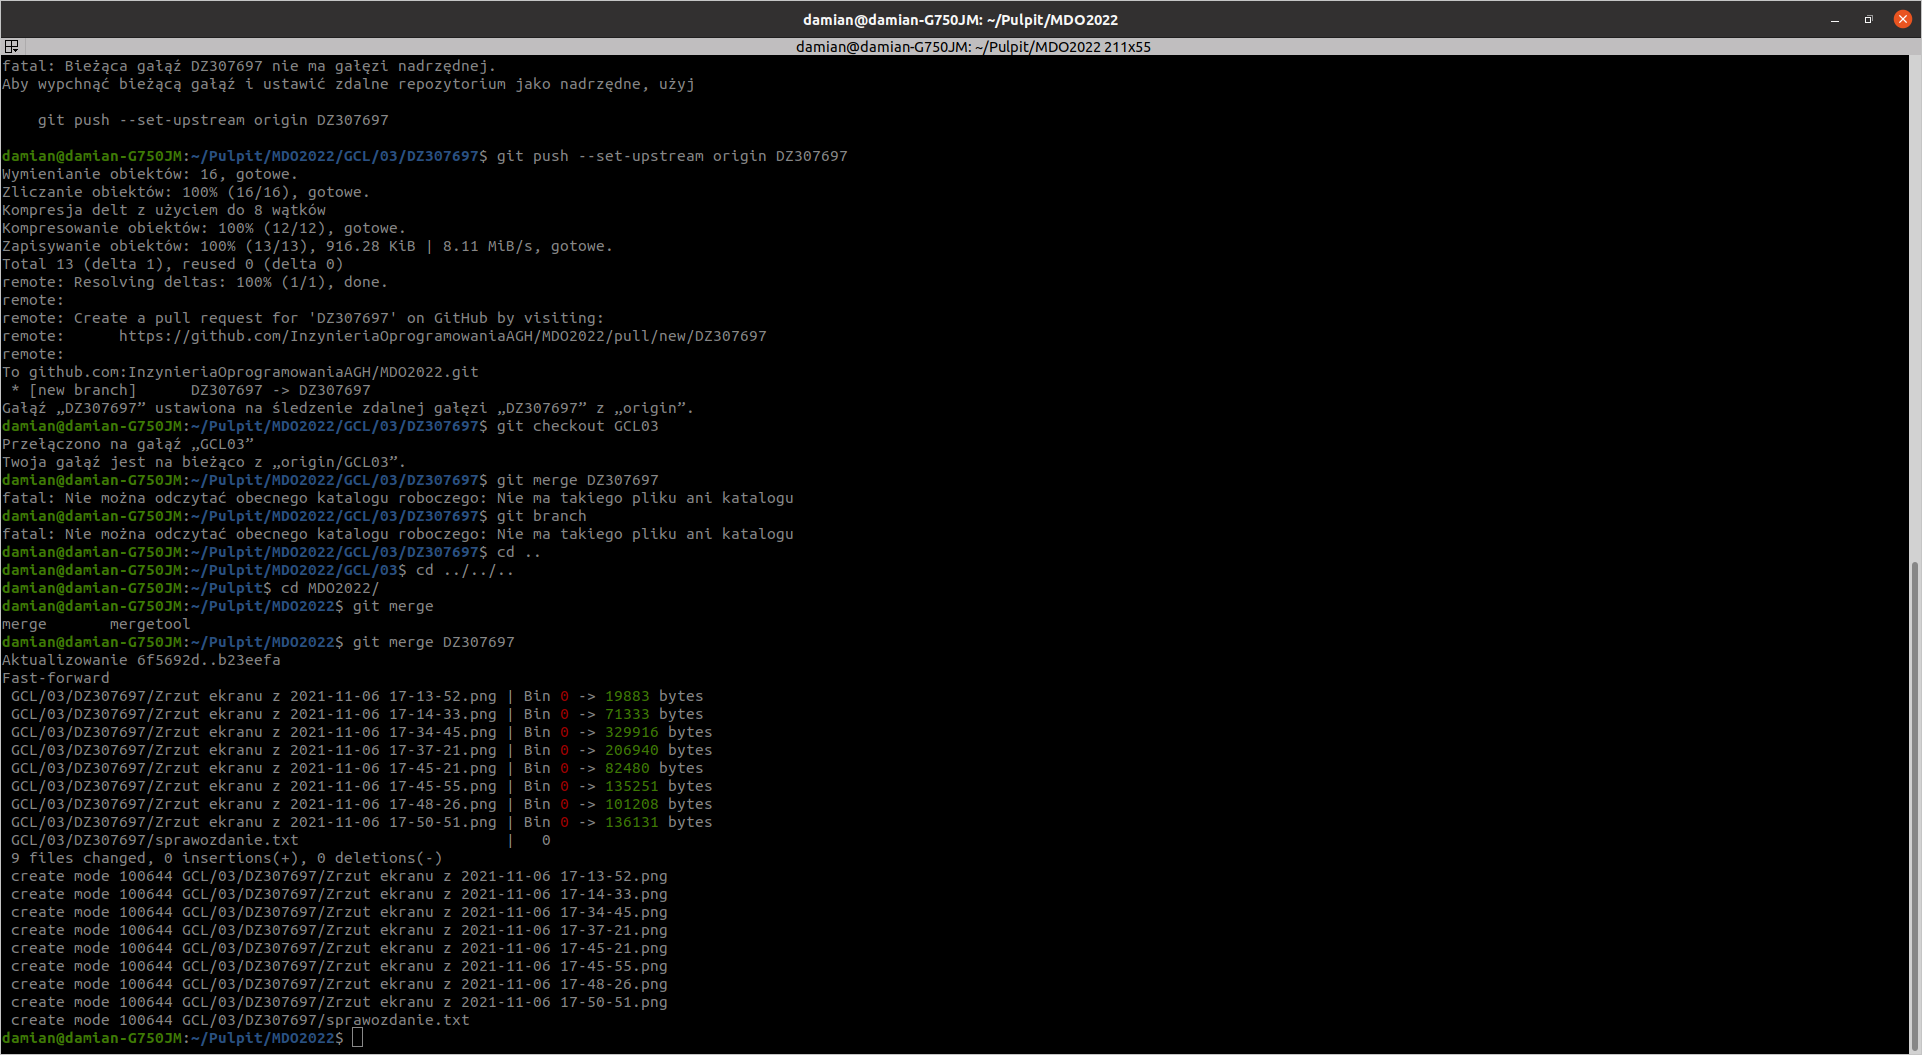 damian@damian-G750JM: ~/Pulpit/MDO2022
damian@damian-G750JM: ~/Pulpit/MDO2022 211x55
fatal: Bieżąca gałąź DZ307697 nie ma gałęzi nadrzędnej.
Aby wypchnąć bieżącą gałąź i ustawić zdalne repozytorium jako nadrzędne, użyj
    git push --set-upstream origin DZ307697
damian@damian-G750JM:~/Pulpit/MDO2022/GCL/03/DZ307697$ git push --set-upstream origin DZ307697
Wymienianie obiektów: 16, gotowe.
Zliczanie obiektów: 100% (16/16), gotowe.
Kompresja delt z użyciem do 8 wątków
Kompresowanie obiektów: 100% (12/12), gotowe.
Zapisywanie obiektów: 100% (13/13), 916.28 KiB | 8.11 MiB/s, gotowe.
Total 13 (delta 1), reused 0 (delta 0)
remote: Resolving deltas: 100% (1/1), done.
remote:
remote: Create a pull request for 'DZ307697' on GitHub by visiting:
remote:      https://github.com/InzynieriaOprogramowaniaAGH/MDO2022/pull/new/DZ307697
remote:
To github.com:InzynieriaOprogramowaniaAGH/MDO2022.git
 * [new branch]      DZ307697 -> DZ307697
Gałąź „DZ307697” ustawiona na śledzenie zdalnej gałęzi „DZ307697” z „origin”.
damian@damian-G750JM:~/Pulpit/MDO2022/GCL/03/DZ307697$ git checkout GCL03
Przełączono na gałąź „GCL03”
Twoja gałąź jest na bieżąco z „origin/GCL03”.
damian@damian-G750JM:~/Pulpit/MDO2022/GCL/03/DZ307697$ git merge DZ307697
fatal: Nie można odczytać obecnego katalogu roboczego: Nie ma takiego pliku ani katalogu
damian@damian-G750JM:~/Pulpit/MDO2022/GCL/03/DZ307697$ git branch
fatal: Nie można odczytać obecnego katalogu roboczego: Nie ma takiego pliku ani katalogu
damian@damian-G750JM:~/Pulpit/MDO2022/GCL/03/DZ307697$ cd ..
damian@damian-G750JM:~/Pulpit/MDO2022/GCL/03$ cd ../../..
damian@damian-G750JM:~/Pulpit$ cd MDO2022/
damian@damian-G750JM:~/Pulpit/MDO2022$ git merge
merge       mergetool
damian@damian-G750JM:~/Pulpit/MDO2022$ git merge DZ307697
Aktualizowanie 6f5692d..b23eefa
Fast-forward
 GCL/03/DZ307697/Zrzut ekranu z 2021-11-06 17-13-52.png | Bin 0 -> 19883 bytes
 GCL/03/DZ307697/Zrzut ekranu z 2021-11-06 17-14-33.png | Bin 0 -> 71333 bytes
 GCL/03/DZ307697/Zrzut ekranu z 2021-11-06 17-34-45.png | Bin 0 -> 329916 bytes
 GCL/03/DZ307697/Zrzut ekranu z 2021-11-06 17-37-21.png | Bin 0 -> 206940 bytes
 GCL/03/DZ307697/Zrzut ekranu z 2021-11-06 17-45-21.png | Bin 0 -> 82480 bytes
 GCL/03/DZ307697/Zrzut ekranu z 2021-11-06 17-45-55.png | Bin 0 -> 135251 bytes
 GCL/03/DZ307697/Zrzut ekranu z 2021-11-06 17-48-26.png | Bin 0 -> 101208 bytes
 GCL/03/DZ307697/Zrzut ekranu z 2021-11-06 17-50-51.png | Bin 0 -> 136131 bytes
 GCL/03/DZ307697/sprawozdanie.txt                       |   0
 9 files changed, 0 insertions(+), 0 deletions(-)
 create mode 100644 GCL/03/DZ307697/Zrzut ekranu z 2021-11-06 17-13-52.png
 create mode 100644 GCL/03/DZ307697/Zrzut ekranu z 2021-11-06 17-14-33.png
 create mode 100644 GCL/03/DZ307697/Zrzut ekranu z 2021-11-06 17-34-45.png
 create mode 100644 GCL/03/DZ307697/Zrzut ekranu z 2021-11-06 17-37-21.png
 create mode 100644 GCL/03/DZ307697/Zrzut ekranu z 2021-11-06 17-45-21.png
 create mode 100644 GCL/03/DZ307697/Zrzut ekranu z 2021-11-06 17-45-55.png
 create mode 100644 GCL/03/DZ307697/Zrzut ekranu z 2021-11-06 17-48-26.png
 create mode 100644 GCL/03/DZ307697/Zrzut ekranu z 2021-11-06 17-50-51.png
 create mode 100644 GCL/03/DZ307697/sprawozdanie.txt
damian@damian-G750JM:~/Pulpit/MDO2022$